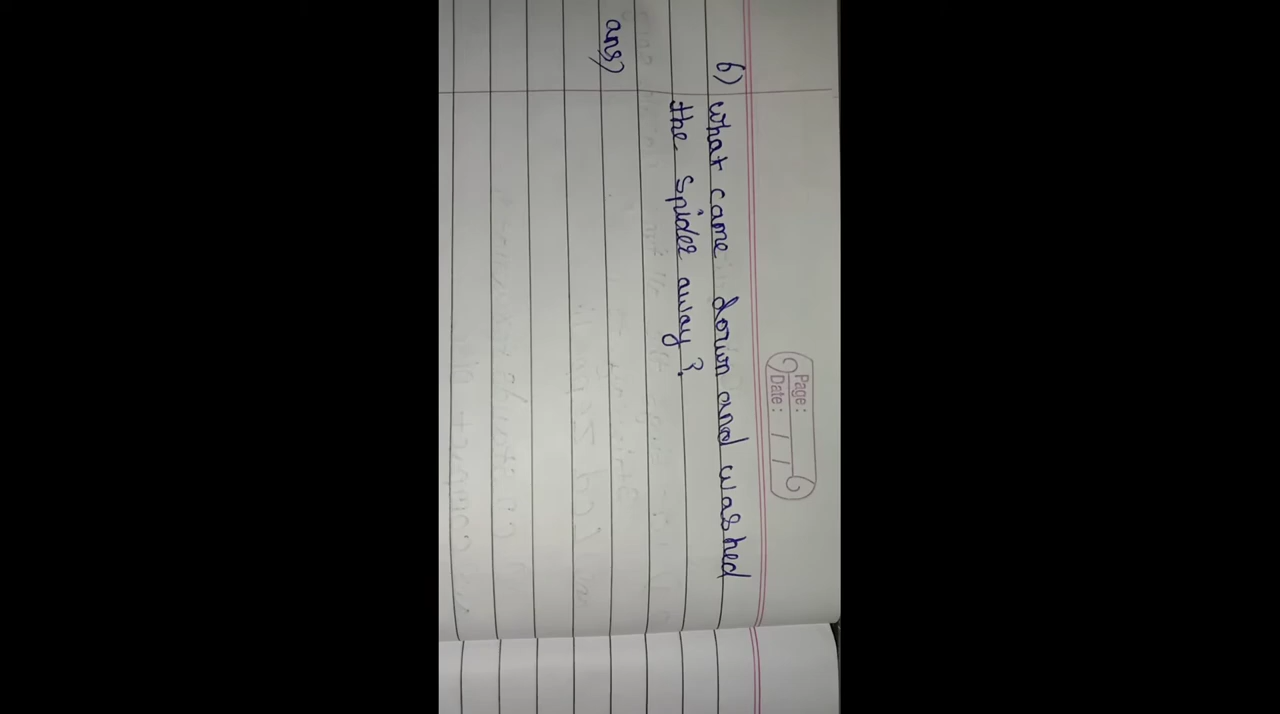 Page:
Date: / /
6) what came down and washed
the spider away?.
ans)